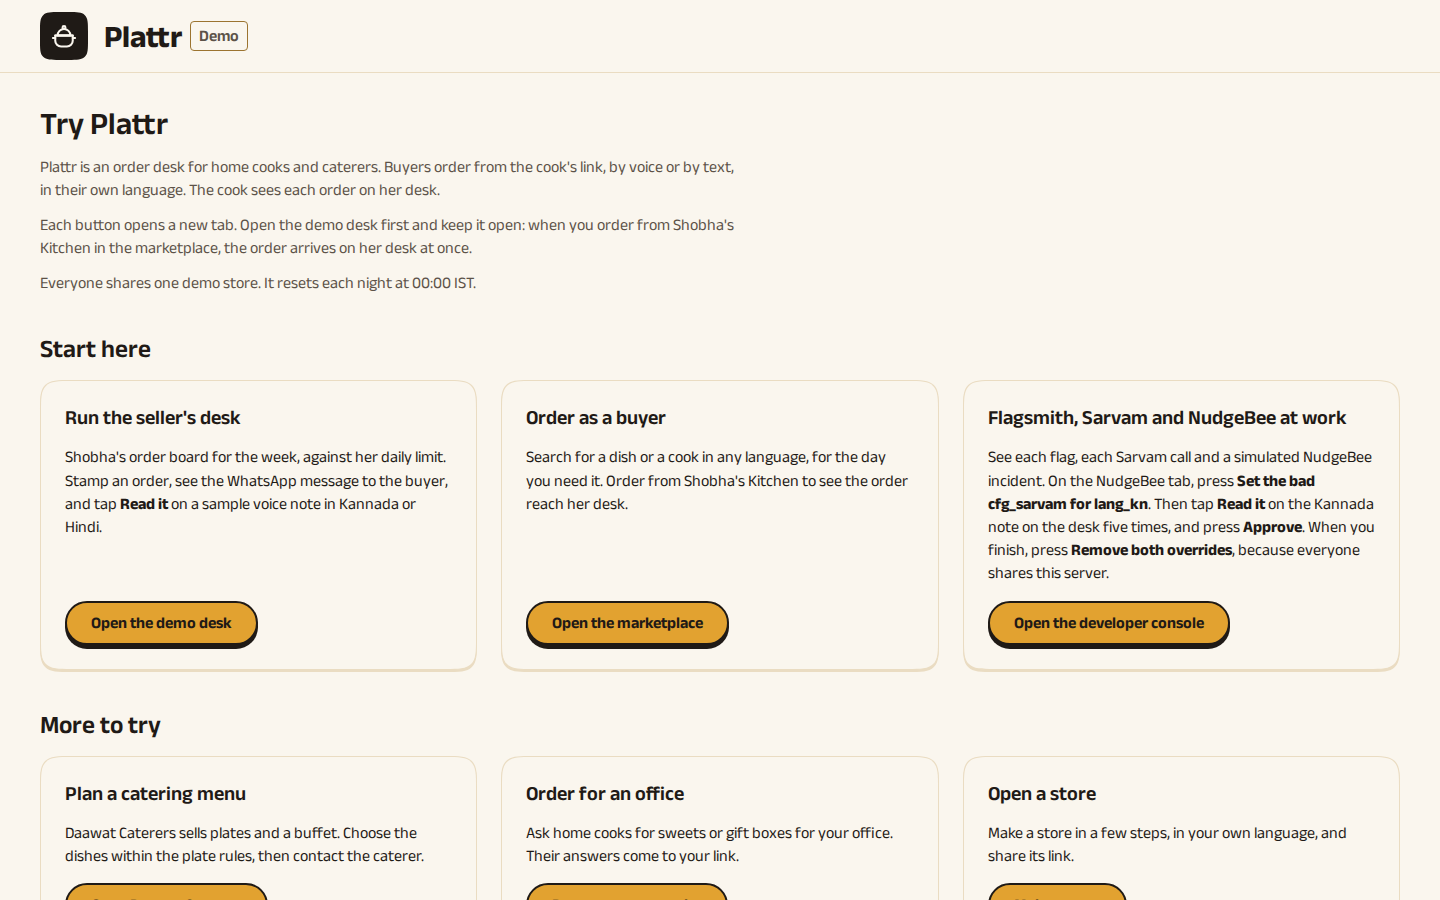 Plattr Demo
Try Plattr
Plattr is an order desk for home cooks and caterers. Buyers order from the cook's link, by voice or by text,
in their own language. The cook sees each order on her desk.
Each button opens a new tab. Open the demo desk first and keep it open: when you order from Shobha's
Kitchen in the marketplace, the order arrives on her desk at once.
Everyone shares one demo store. It resets each night at 00:00 IST.
Start here
Run the seller's desk
Shobha's order board for the week, against her daily limit.
Stamp an order, see the WhatsApp message to the buyer,
and tap Read it on a sample voice note in Kannada or
Hindi.
Open the demo desk
Order as a buyer
Search for a dish or a cook in any language, for the day
you need it. Order from Shobha's Kitchen to see the order
reach her desk.
Open the marketplace
Flagsmith, Sarvam and NudgeBee at work
See each flag, each Sarvam call and a simulated NudgeBee
incident. On the NudgeBee tab, press Set the bad
cfg_sarvam for lang_kn. Then tap Read it on the Kannada
note on the desk five times, and press Approve. When you
finish, press Remove both overrides, because everyone
shares this server.
Open the developer console
More to try
Plan a catering menu
Daawat Caterers sells plates and a buffet. Choose the
dishes within the plate rules, then contact the caterer.
Order for an office
Ask home cooks for sweets or gift boxes for your office.
Their answers come to your link.
Open a store
Make a store in a few steps, in your own language, and
share its link.